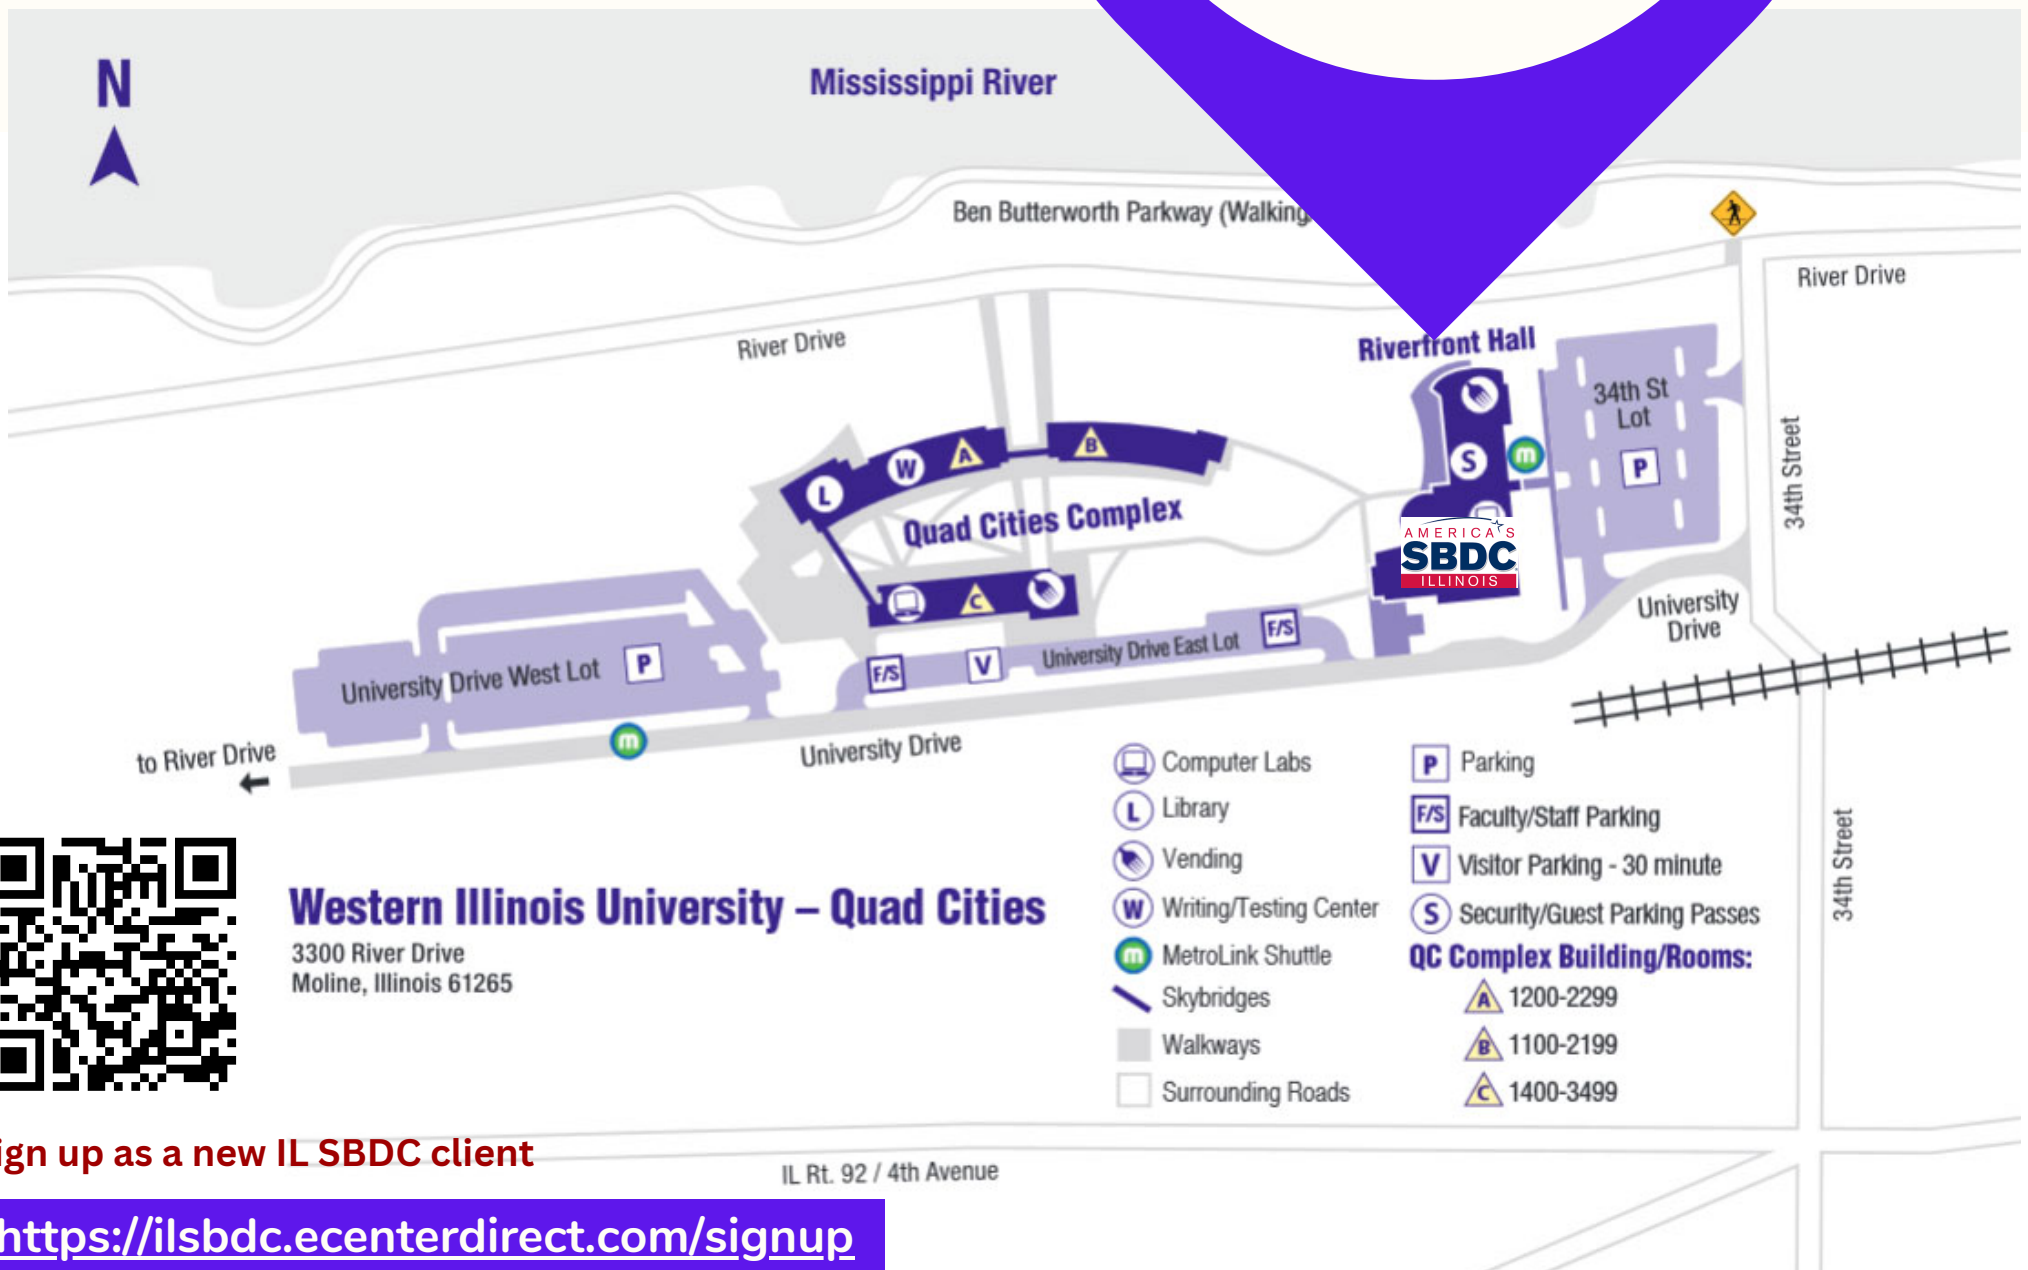 N
Mississippi River
Ben Butterworth Parkway (Walking
River Drive
River Drive
Riverfront Hall
34th St
Lot
P
34th Street
S
m
A
B
W
L
Quad Cities Complex
C
AMERICA'S
SBDC
ILLINOIS
University
Drive
F/S
University Drive East Lot
V
F/S
University Drive West Lot
P
m
University Drive
to River Drive
Computer Labs
L Library
Vending
W Writing/Testing Center
m MetroLink Shuttle
Skybridges
Walkways
Surrounding Roads
P Parking
F/S Faculty/Staff Parking
V Visitor Parking - 30 minute
S Security/Guest Parking Passes
QC Complex Building/Rooms:
A 1200-2299
B 1100-2199
C 1400-3499
34th Street
Western Illinois University – Quad Cities
3300 River Drive
Moline, Illinois 61265
ign up as a new IL SBDC client
IL Rt. 92 / 4th Avenue
https://ilsbdc.ecenterdirect.com/signup